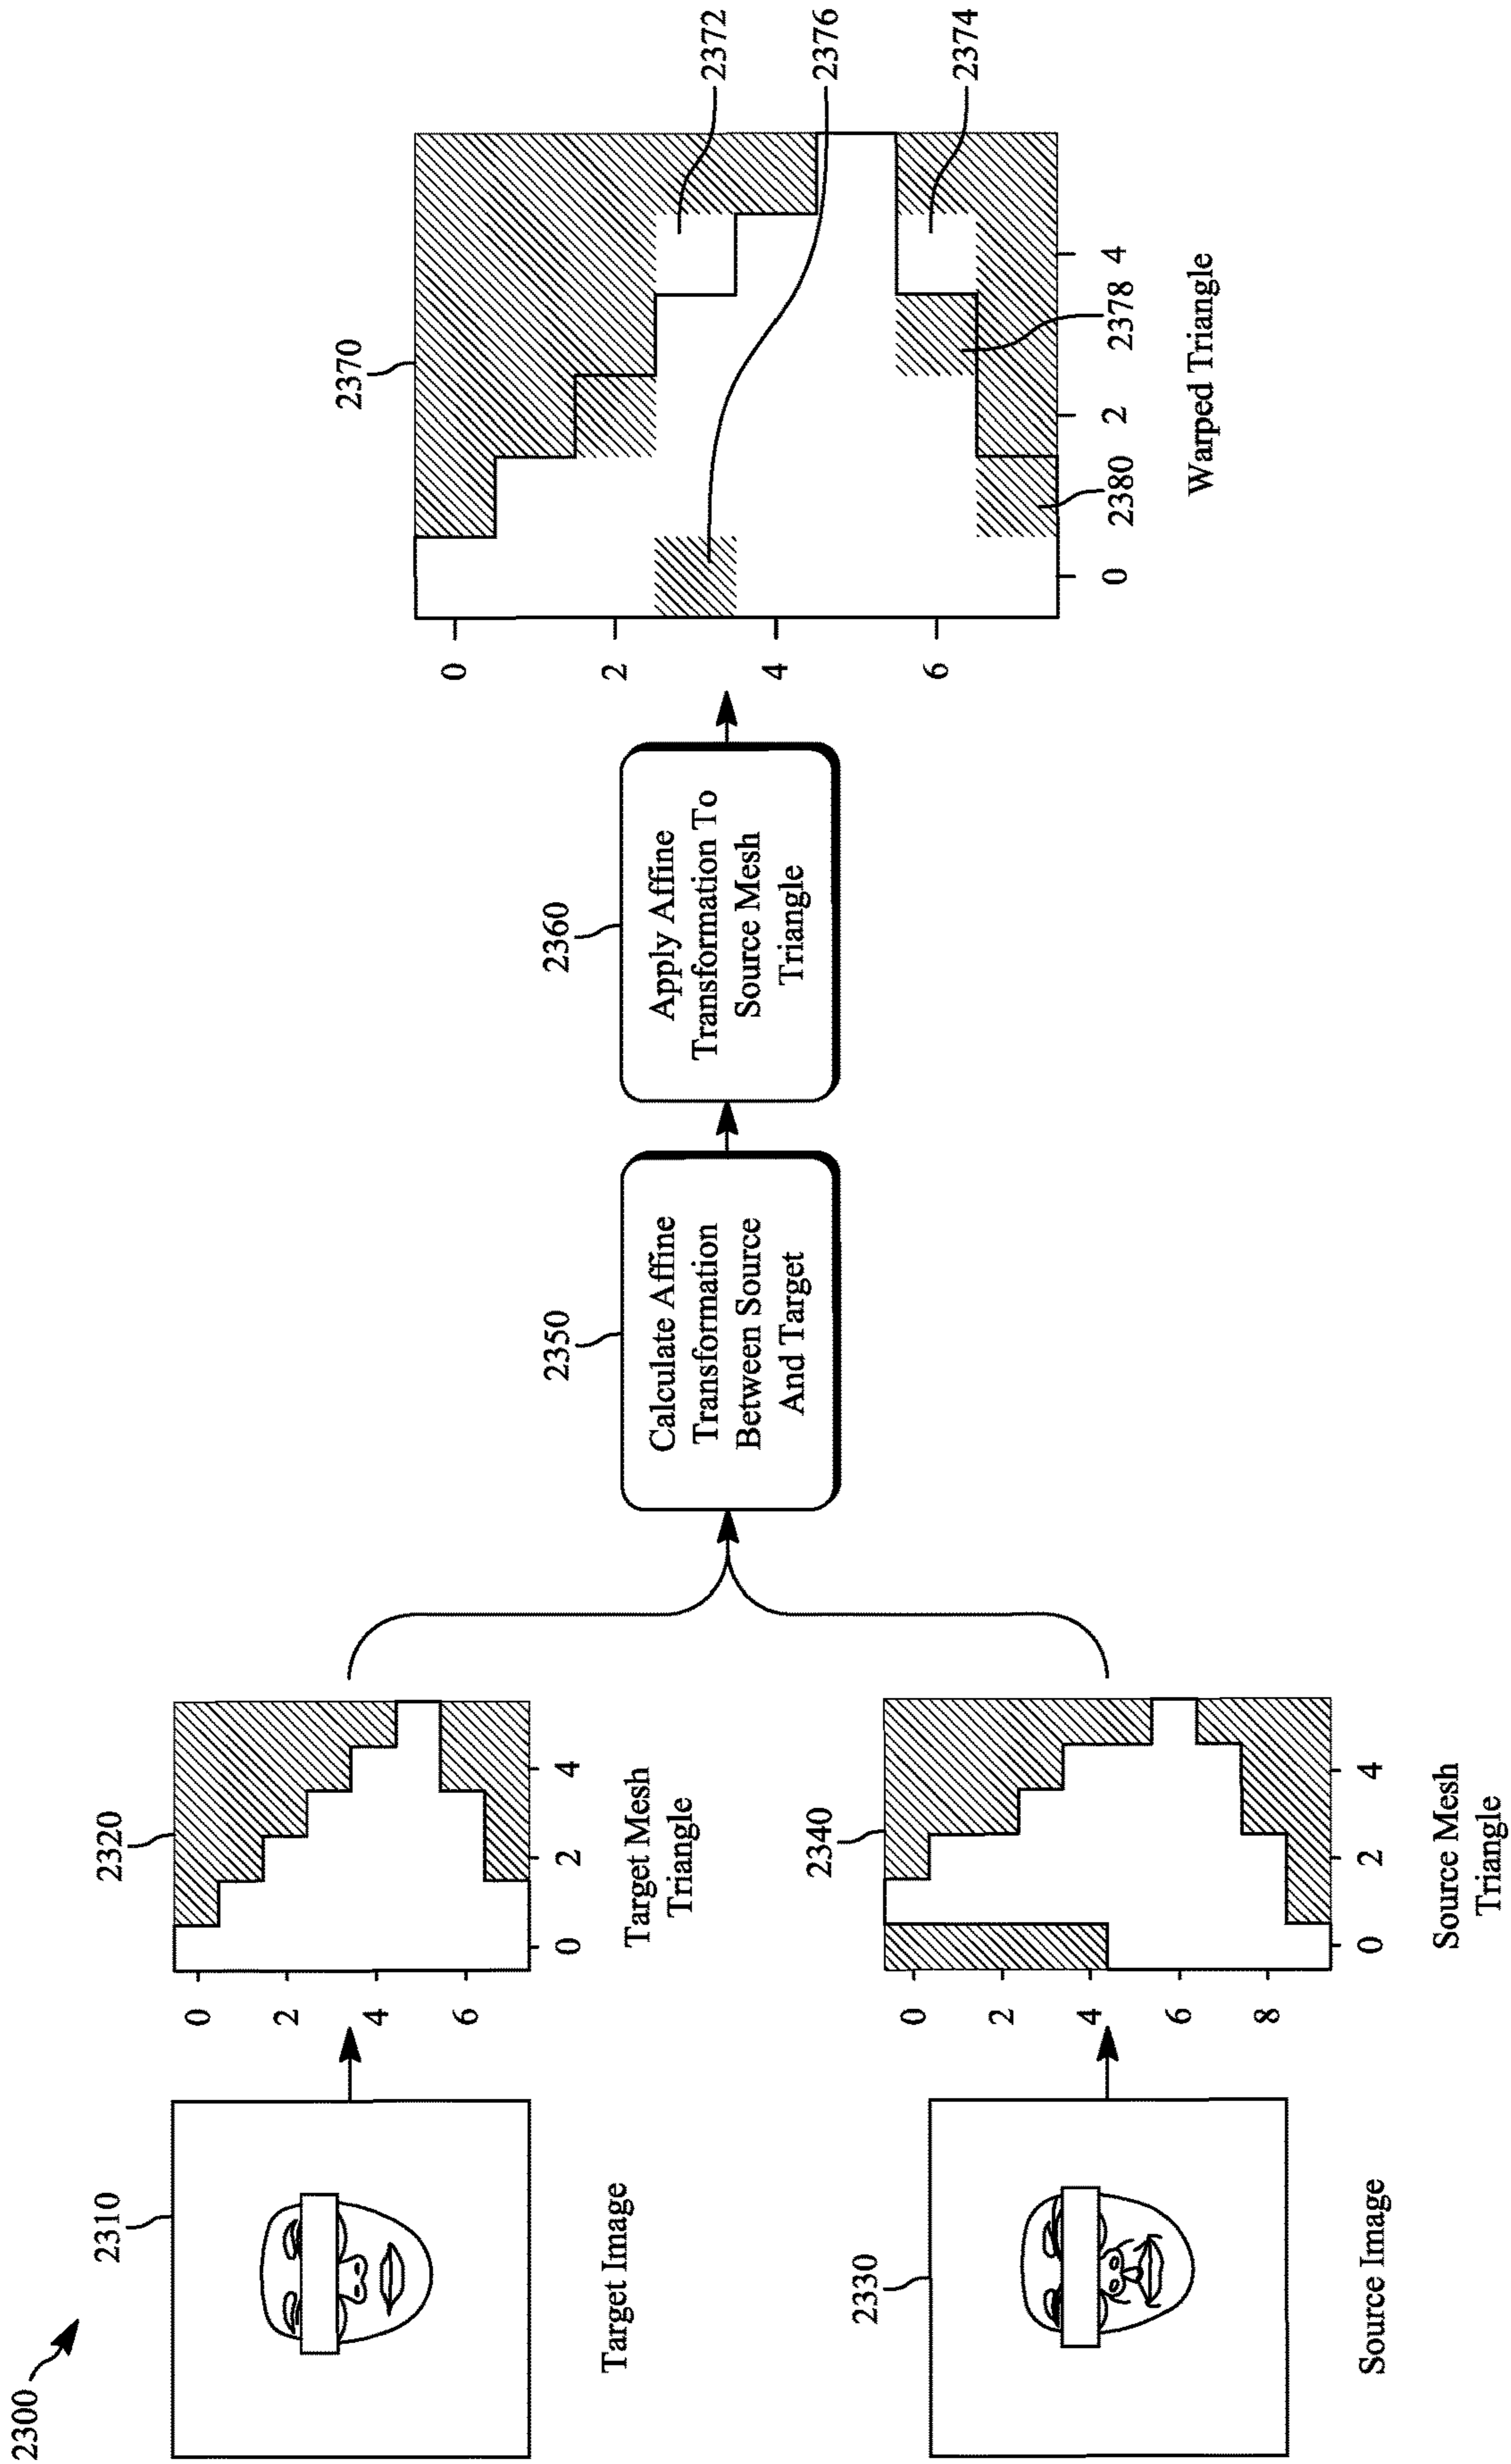 2300
2310
Target Image
2320
0
2
4
6
0
2
4
Target Mesh
Triangle
2330
Source Image
2340
0
2
4
6
8
0
2
4
Source Mesh
Triangle
2350
Calculate Affine
Transformation
Between Source
And Target
2360
Apply Affine
Transformation To
Source Mesh
Triangle
2370
0
2
4
6
2372
2376
2374
0
2380
2
2378
4
Warped Triangle